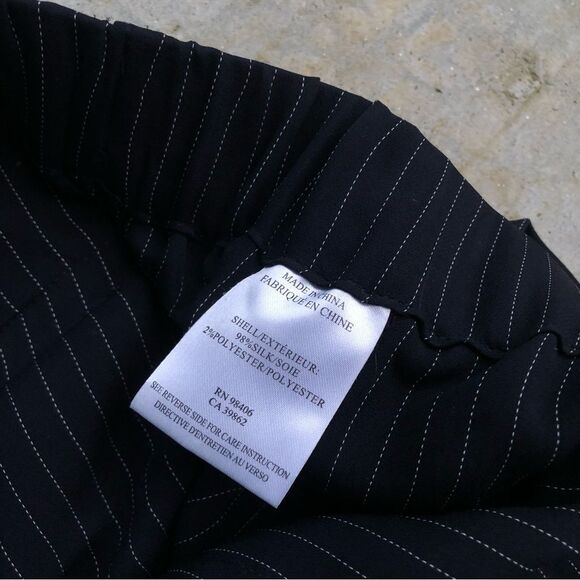 MADE IN CHINA
FABRIQUE EN CHINE
SHELL/EXTÉRIEUR:
98%SILK/SOIE
2%POLYESTER/POLYESTER
RN 98406
CA 39862
SEE REVERSE SIDE FOR CARE INSTRUCTION
DIRECTIVE D'ENTRETIEN AU VERSO